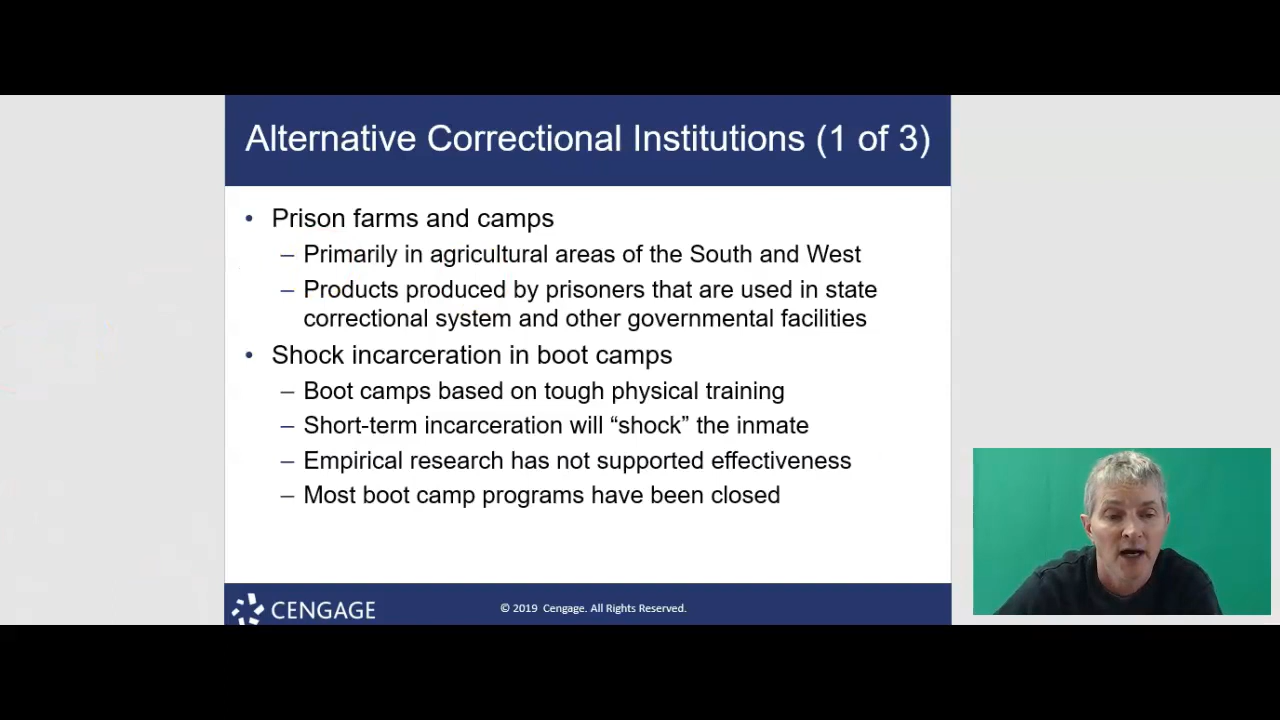 Alternative Correctional Institutions (1 of 3)
• Prison farms and camps
– Primarily in agricultural areas of the South and West
– Products produced by prisoners that are used in state
correctional system and other governmental facilities
• Shock incarceration in boot camps
– Boot camps based on tough physical training
– Short-term incarceration will “shock” the inmate
– Empirical research has not supported effectiveness
– Most boot camp programs have been closed
CENGAGE
© 2019 Cengage. All Rights Reserved.